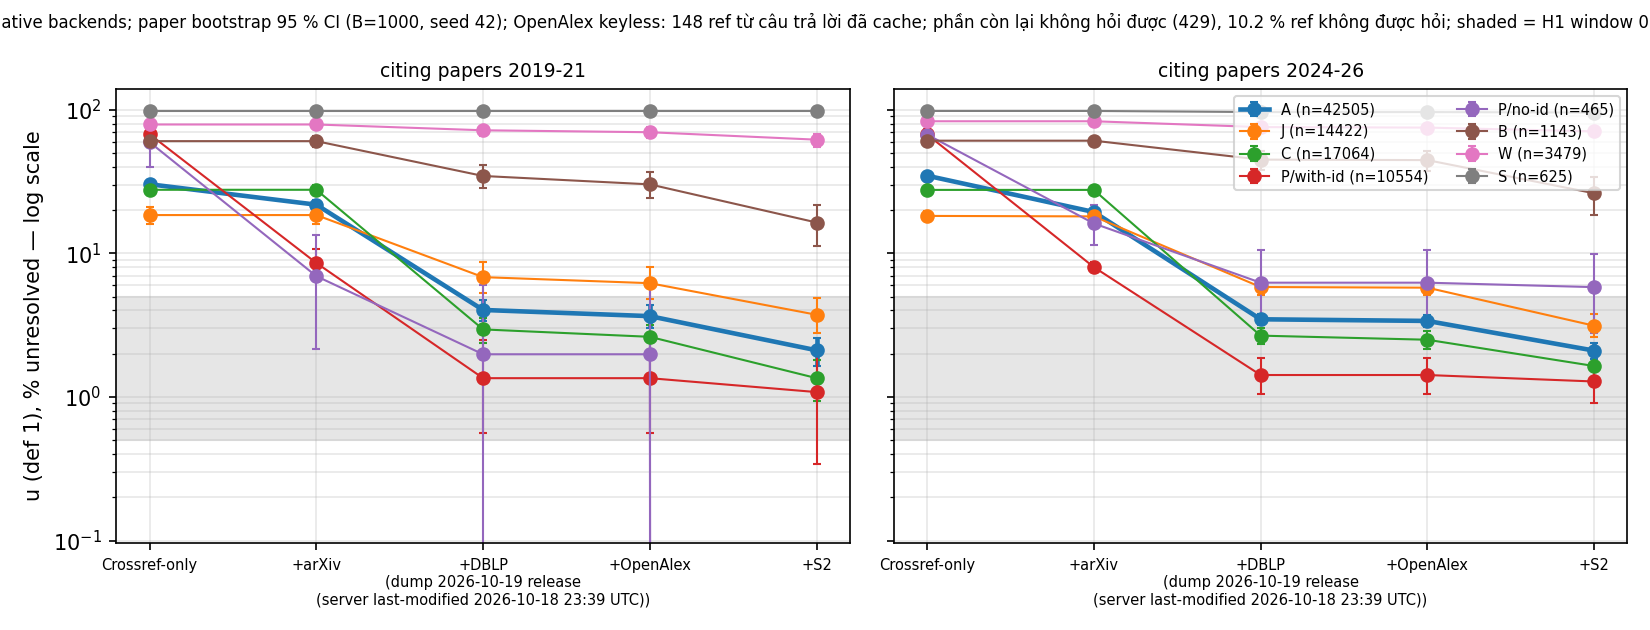 ative backends; paper bootstrap 95 % CI (B=1000, seed 42); OpenAlex keyless: 148 ref từ câu trả lời đã cache; phần còn lại không hỏi được (429), 10.2 % ref không được hỏi; shaded = H1 window 0
citing papers 2019-21
citing papers 2024-26
u (def 1), % unresolved — log scale
10²
10¹
10⁰
10⁻¹
A (n=42505)
J (n=14422)
C (n=17064)
P/with-id (n=10554)
P/no-id (n=465)
B (n=1143)
W (n=3479)
S (n=625)
Crossref-only
+arXiv
+DBLP
(dump 2026-10-19 release
(server last-modified 2026-10-18 23:39 UTC))
+OpenAlex
+S2
Crossref-only
+arXiv
+DBLP
(dump 2026-10-19 release
(server last-modified 2026-10-18 23:39 UTC))
+OpenAlex
+S2